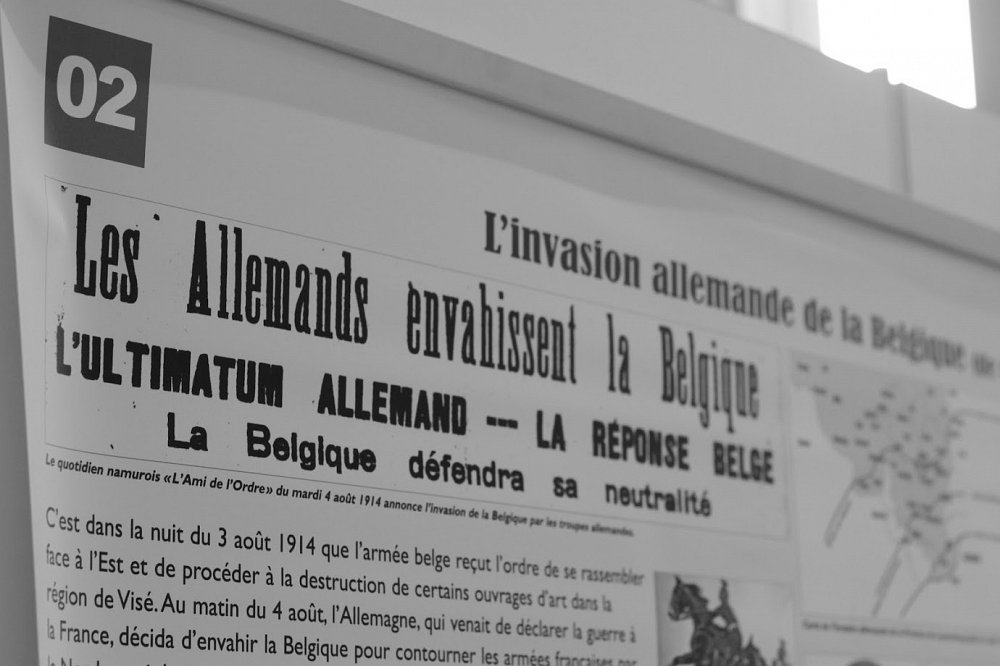 02
L'invasion allemande de la Belgique de
Les Allemands envahissent la Belgique
L'ULTIMATUM ALLEMAND --- LA RÉPONSE BELGE
La Belgique défendra sa neutralité
Le quotidien namurois «L'Ami de l'Ordre» du mardi 4 août 1914 annonce l'invasion de la Belgique par les troupes allemandes.
C'est dans la nuit du 3 août 1914 que l'armée belge reçut l'ordre de se rassembler
face à l'Est et de procéder à la destruction de certains ouvrages d'art dans la
région de Visé. Au matin du 4 août, l'Allemagne, qui venait de déclarer la guerre à
la France, décida d'envahir la Belgique pour contourner les armées françaises par